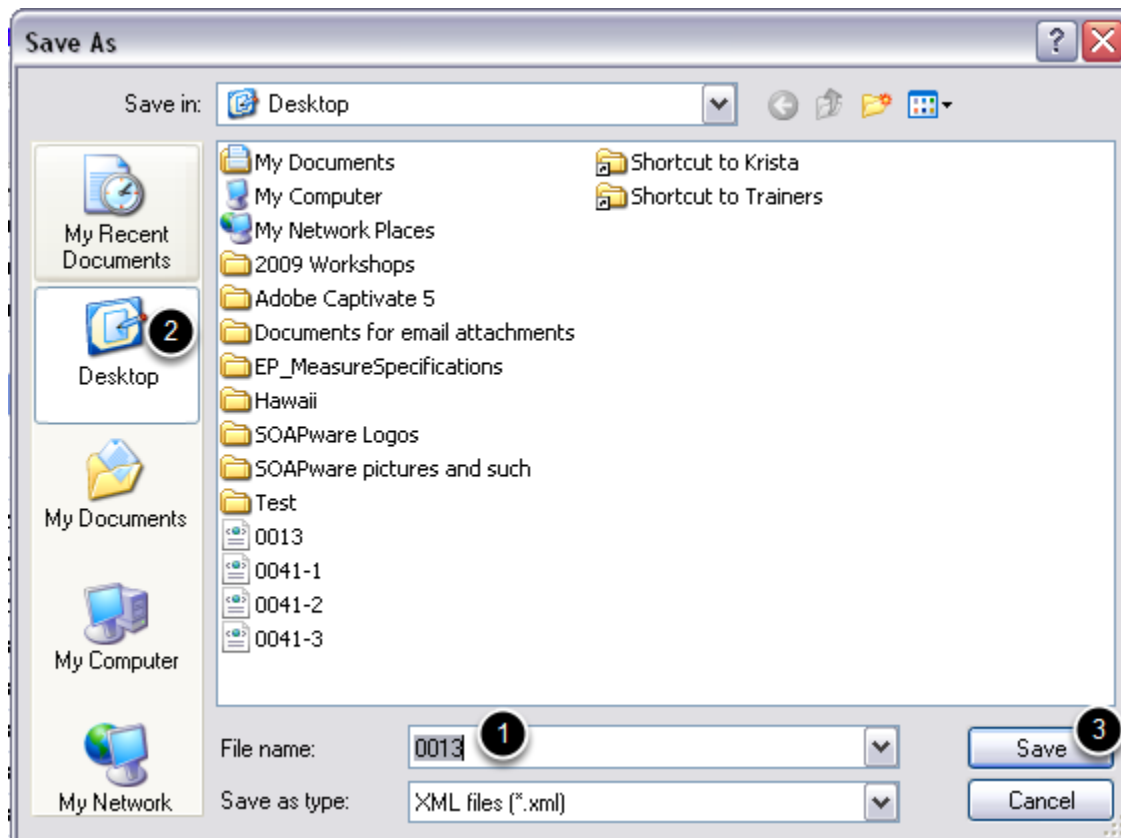 Save As
Save in: Desktop
My Recent
Documents
Desktop
2
My Documents
My Computer
My Network
My Documents
My Computer
My Network Places
2009 Workshops
Adobe Captivate 5
Documents for email attachments
EP_MeasureSpecifications
Hawaii
SOAPware Logos
SOAPware pictures and such
Test
0013
0041-1
0041-2
0041-3
Shortcut to Krista
Shortcut to Trainers
File name: 0013 1 Save 3
Save as type: XML files (*.xml) Cancel